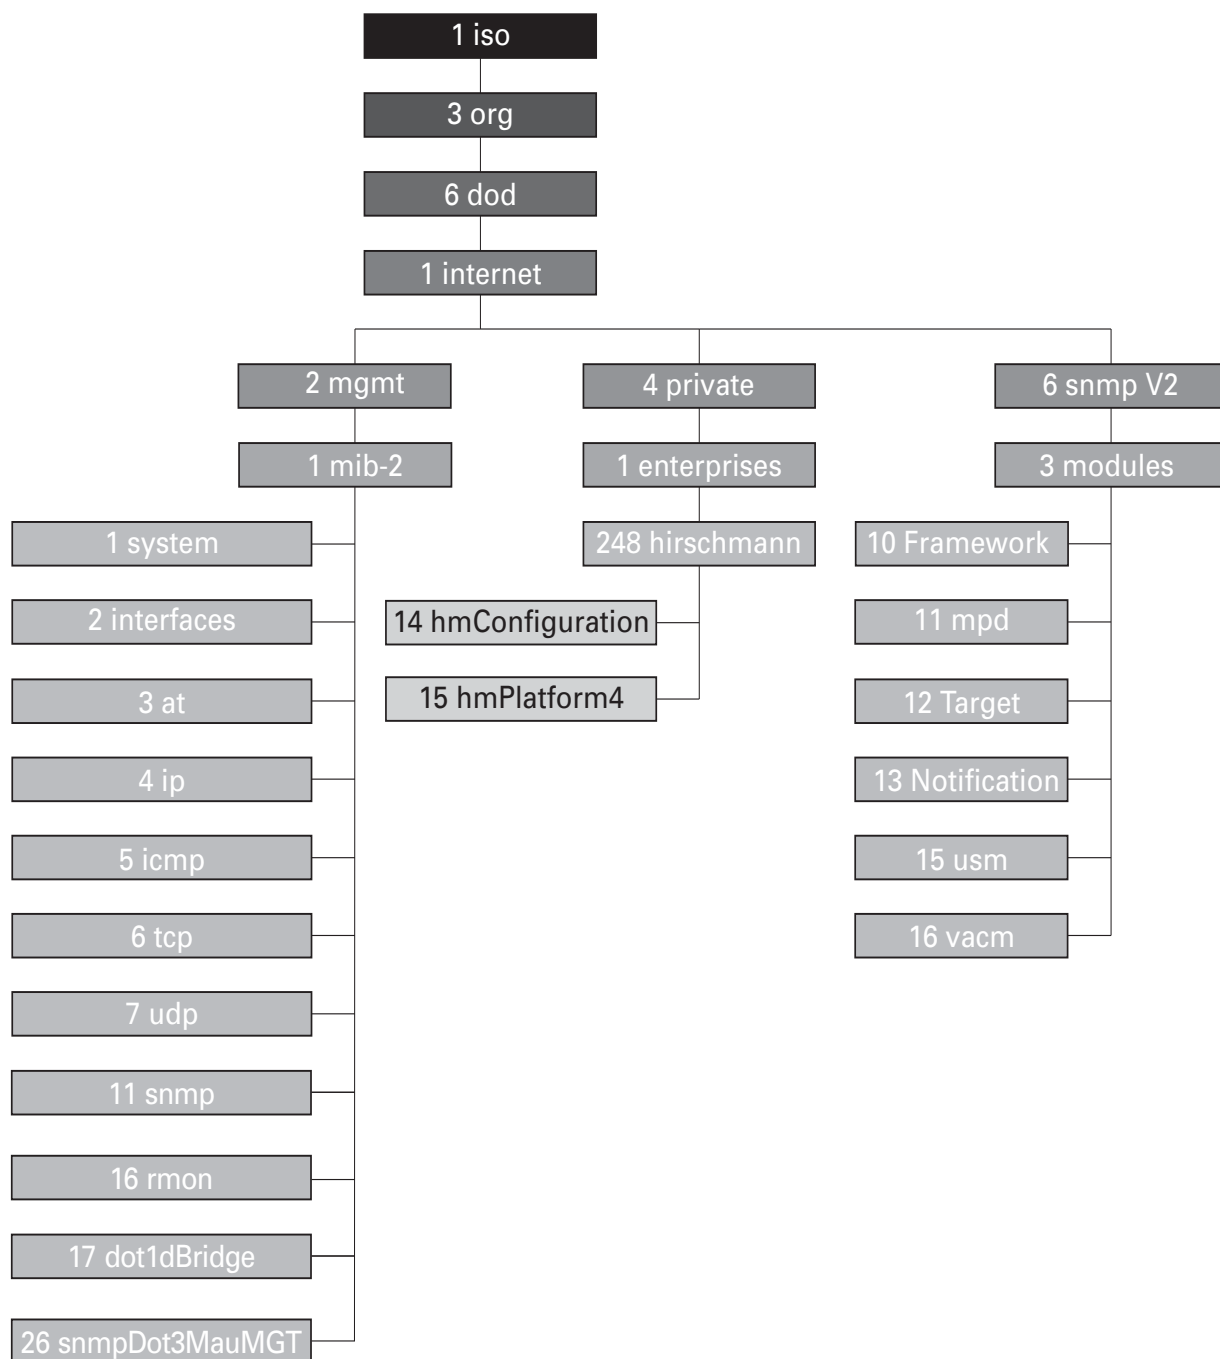 1 iso
3 org
6 dod
1 internet
2 mgmt
4 private
6 snmp V2
1 mib-2
1 enterprises
3 modules
1 system
248 hirschmann
10 Framework
2 interfaces
14 hmConfiguration
11 mpd
3 at
15 hmPlatform4
12 Target
4 ip
13 Notification
5 icmp
15 usm
6 tcp
16 vacm
7 udp
11 snmp
16 rmon
17 dot1dBridge
26 snmpDot3MauMGT